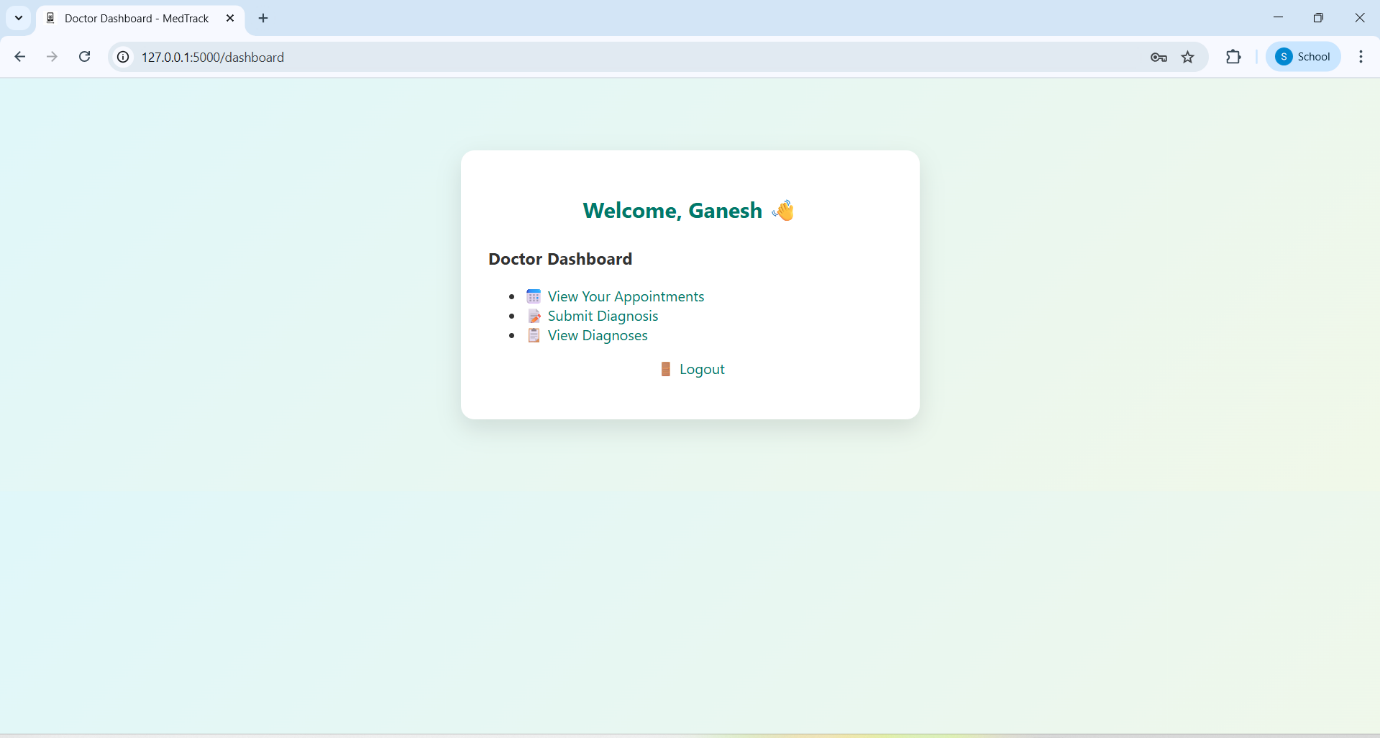 Doctor Dashboard - MedTrack
127.0.0.1:5000/dashboard
S School
Welcome, Ganesh 👋
Doctor Dashboard
• 📅 View Your Appointments
• 📝 Submit Diagnosis
• 📋 View Diagnoses
🚪 Logout